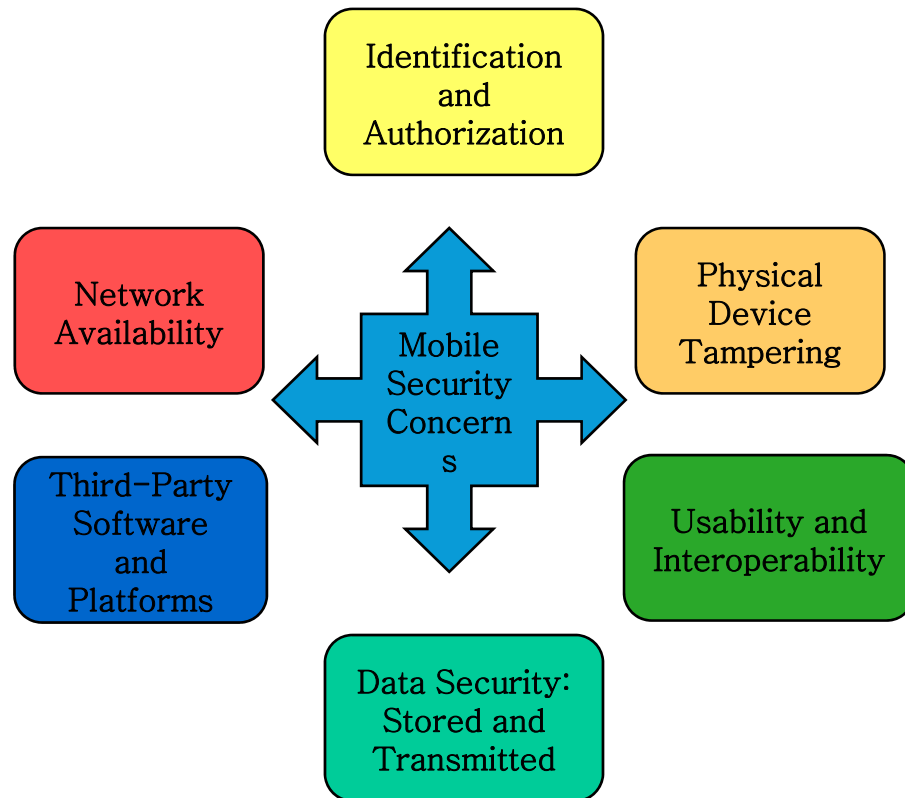 Identification
and
Authorization
Network
Availability
Physical
Device
Tampering
Mobile
Security
Concern
s
Third-Party
Software
and
Platforms
Usability and
Interoperability
Data Security:
Stored and
Transmitted